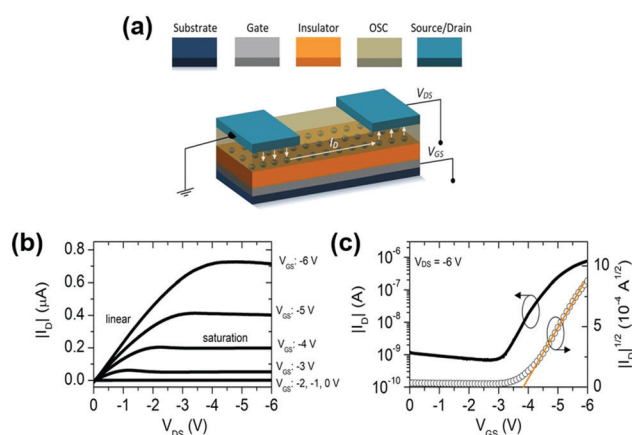 (a)
Substrate Gate Insulator OSC Source/Drain
V_DS
V_GS
I_D
(b)
|I_D| (μA)
0.8
0.6
0.4
0.2
0.0
linear
saturation
V_GS: -6 V
V_GS: -5 V
V_GS: -4 V
V_GS: -3 V
V_GS: -2, -1, 0 V
0 -1 -2 -3 -4 -5 -6
V_DS (V)
(c)
|I_D| (A)
10^-6
10^-7
10^-8
10^-9
10^-10
V_DS = -6 V
10
5
0
|I_D|^1/2 (10^-4 A^1/2)
0 -1 -2 -3 -4 -5 -6
V_GS (V)